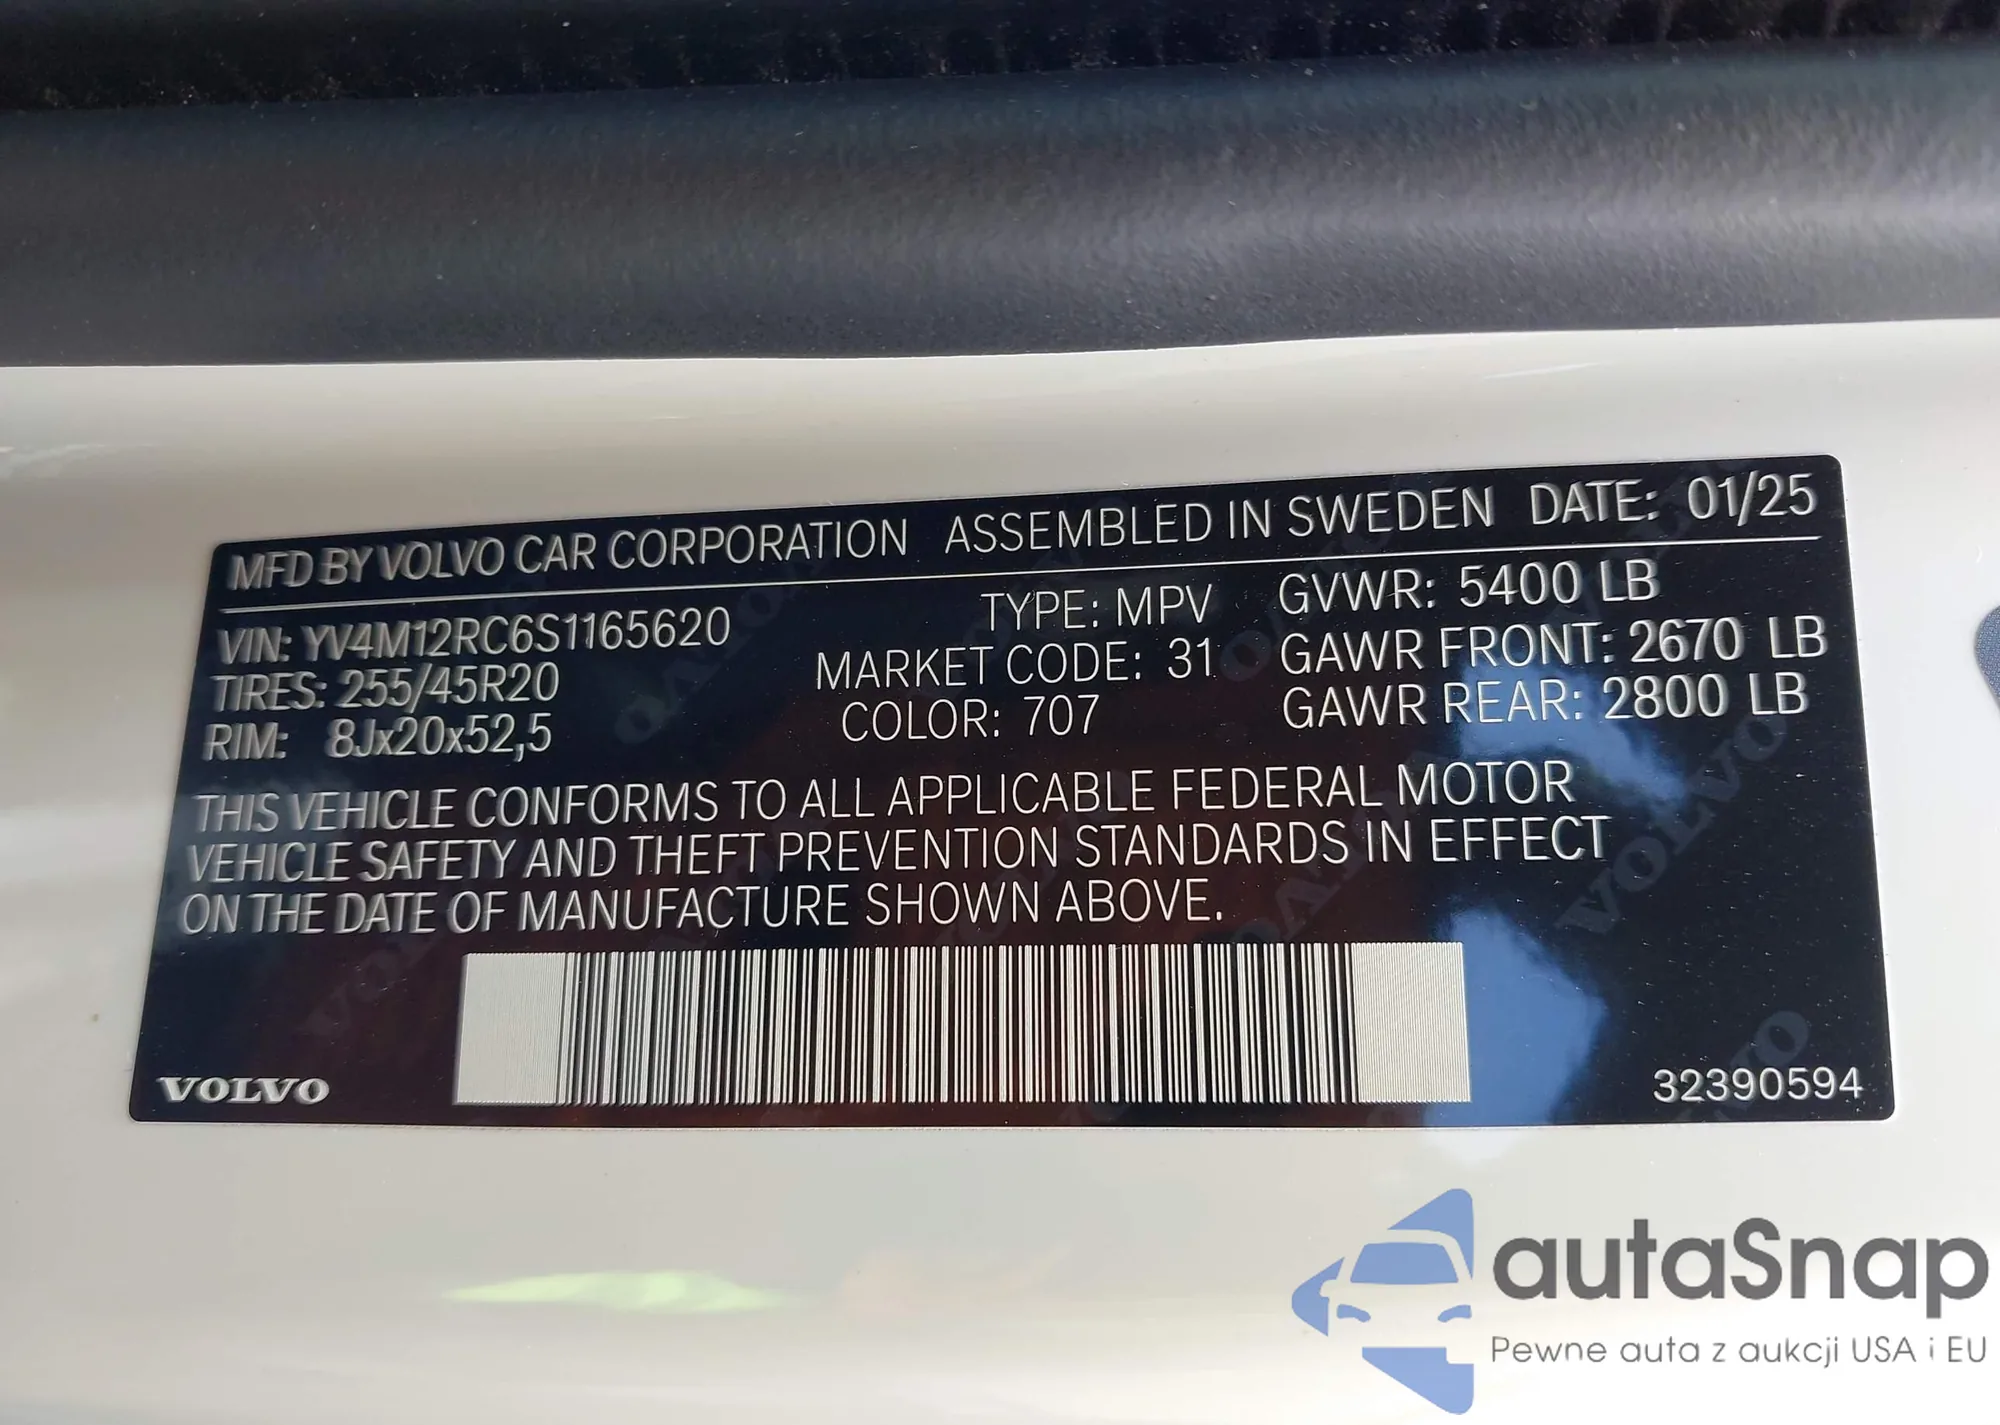 MFD BY VOLVO CAR CORPORATION ASSEMBLED IN SWEDEN DATE: 01/25
VIN: YV4M12RC6S1165620 TYPE: MPV GVWR: 5400 LB
TIRES: 255/45R20 MARKET CODE: 31 GAWR FRONT: 2670 LB
RIM: 8Jx20x52,5 COLOR: 707 GAWR REAR: 2800 LB
THIS VEHICLE CONFORMS TO ALL APPLICABLE FEDERAL MOTOR
VEHICLE SAFETY AND THEFT PREVENTION STANDARDS IN EFFECT
ON THE DATE OF MANUFACTURE SHOWN ABOVE.
VOLVO 32390594
autaSnap
Pewne auta z aukcji USA i EU